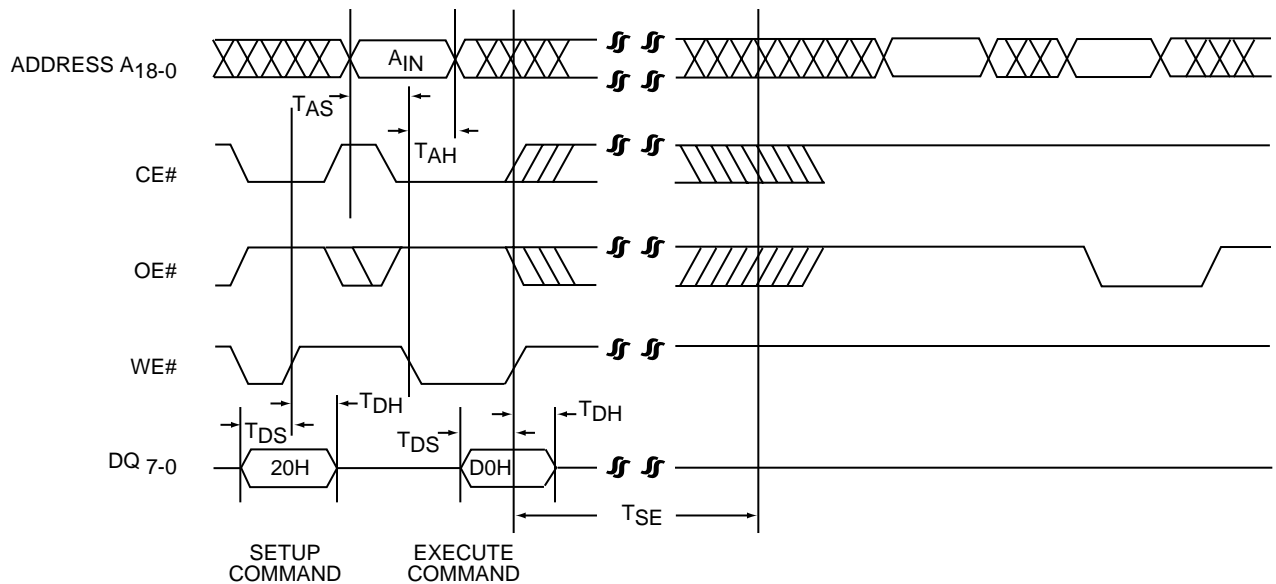 ADDRESS A18-0
AIN
TAS
TAH
CE#
OE#
WE#
TDH
TDS
TDH
TDS
DQ 7-0
20H
D0H
TSE
SETUP
COMMAND
EXECUTE
COMMAND